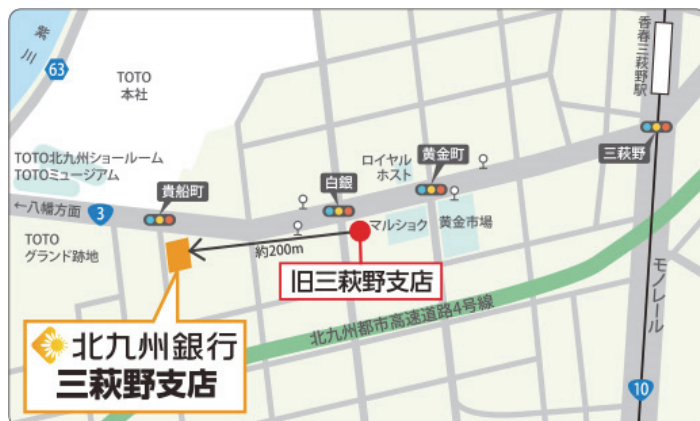 紫川
63
TOTO
本社
TOTO北九州ショールーム
TOTOミュージアム
←八幡方面
3
貴船町
TOTO
グランド跡地
白銀
ロイヤル
ホスト
黄金町
マルショク
黄金市場
香春三萩野駅
三萩野
約200m
旧三萩野支店
北九州銀行
三萩野支店
北九州都市高速道路4号線
モノレール
10